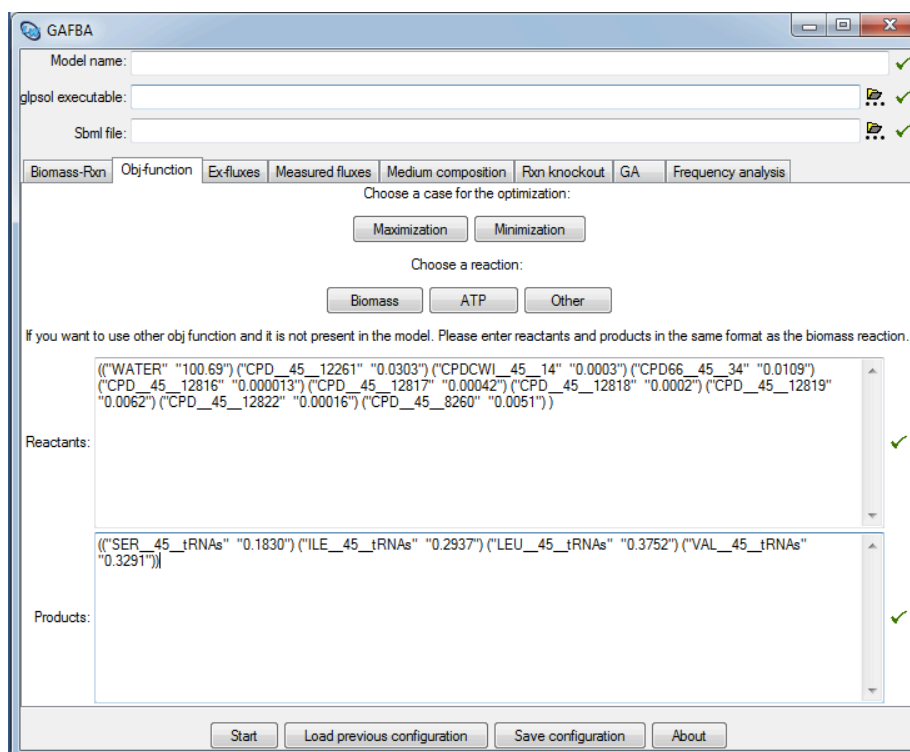 GAFBA
Model name:
glpsol executable:
Sbml file:
Biomass-Rxn Obj-function Ex-fluxes Measured fluxes Medium composition Rxn knockout GA Frequency analysis
Choose a case for the optimization:
Maximization Minimization
Choose a reaction:
Biomass ATP Other
If you want to use other obj function and it is not present in the model. Please enter reactants and products in the same format as the biomass reaction.
Reactants:
(("WATER" "100.69") ("CPD__45__12261" "0.0303") ("CPDCWI__45__14" "0.0003") ("CPD66__45__34" "0.0109")
("CPD__45__12816" "0.000013") ("CPD__45__12817" "0.00042") ("CPD__45__12818" "0.0002") ("CPD__45__12819"
"0.0062") ("CPD__45__12822" "0.00016") ("CPD__45__8260" "0.0051") )
Products:
(("SER__45__tRNAs" "0.1830") ("ILE__45__tRNAs" "0.2937") ("LEU__45__tRNAs" "0.3752") ("VAL__45__tRNAs"
"0.3291"))
Start Load previous configuration Save configuration About